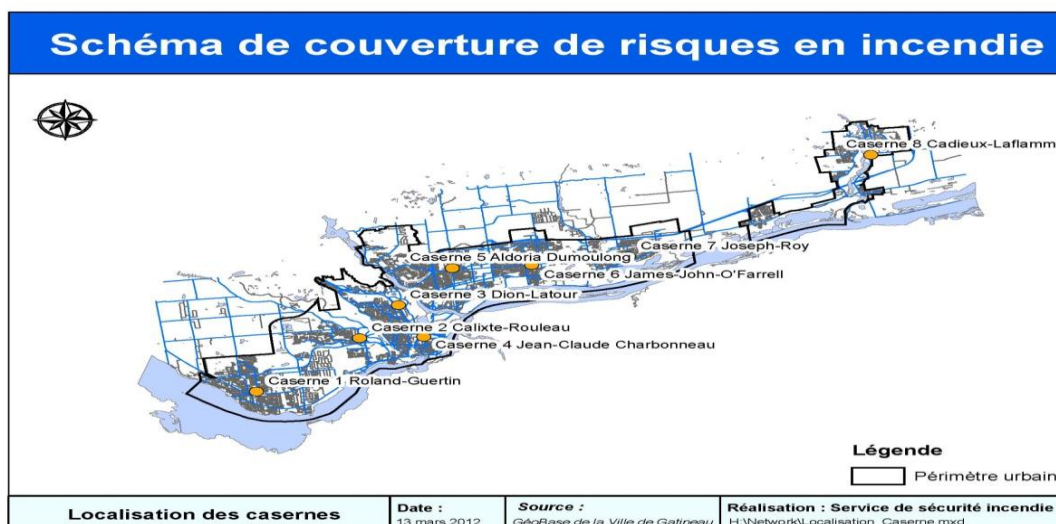 Schéma de couverture de risques en incendie
Caserne 8 Cadieux-Laflamm
Caserne 7 Joseph-Roy
Caserne 5 Aldoria Dumoulong
Caserne 6 James-John-O'Farrell
Caserne 3 Dion-Latour
Caserne 2 Calixte-Rouleau
Caserne 4 Jean-Claude Charbonneau
Caserne 1 Roland-Guertin
Légende
Périmètre urbain
Localisation des casernes
Date :
13 mars 2012
Source :
GéoBase de la Ville de Gatineau
Réalisation : Service de sécurité incendie
H:\Network\Localisation_Caserne.mxd